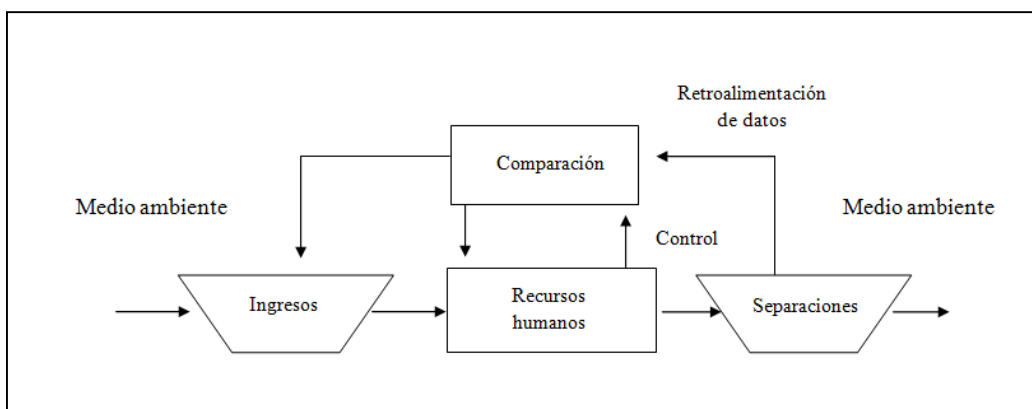 Retroalimentación
de datos
Comparación
Medio ambiente
Medio ambiente
Control
Ingresos
Recursos
humanos
Separaciones